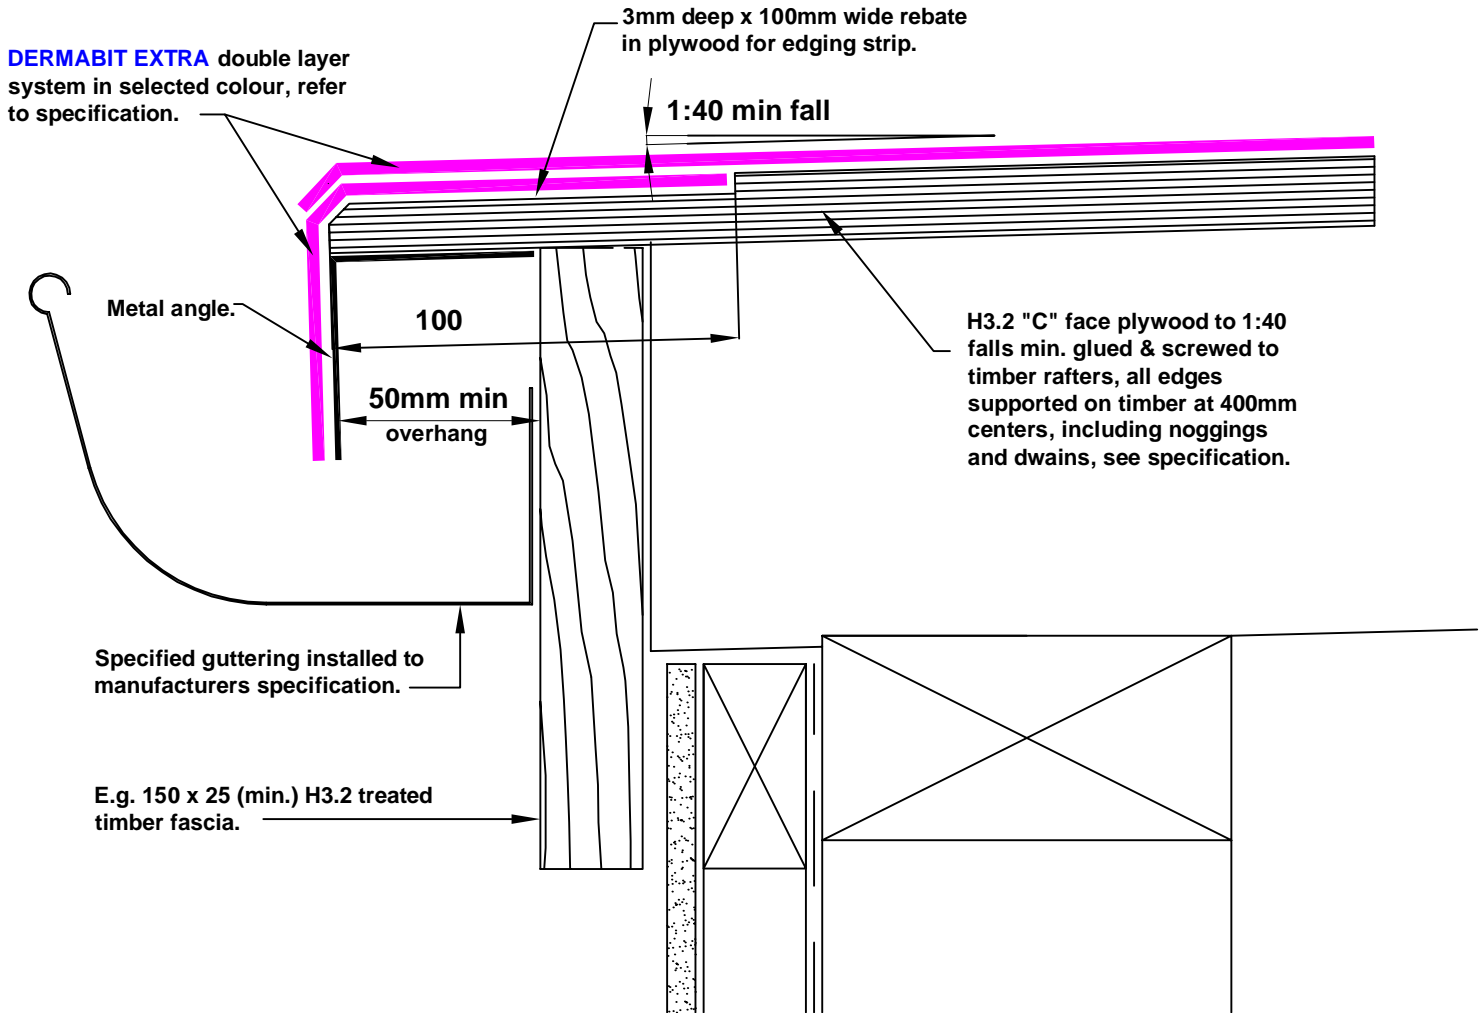 3mm deep x 100mm wide rebate
in plywood for edging strip.
DERMABIT EXTRA double layer
system in selected colour, refer
to specification.
1:40 min fall
Metal angle.
100
50mm min
overhang
H3.2 "C" face plywood to 1:40
falls min. glued & screwed to
timber rafters, all edges
supported on timber at 400mm
centers, including noggings
and dwains, see specification.
Specified guttering installed to
manufacturers specification.
E.g. 150 x 25 (min.) H3.2 treated
timber fascia.